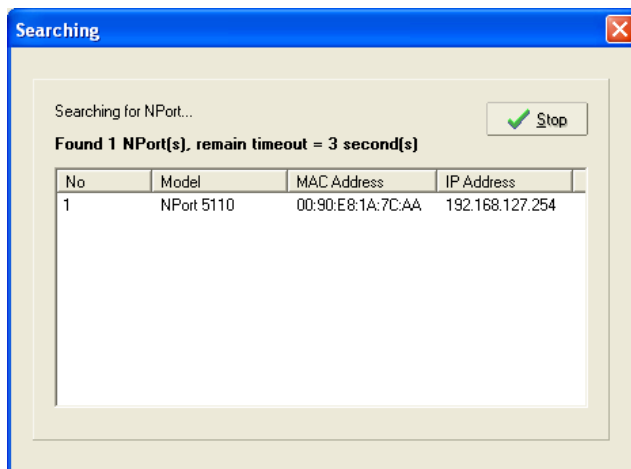 Searching
Searching for NPort...
Stop
Found 1 NPort(s), remain timeout = 3 second(s)
No Model MAC Address IP Address
1 NPort 5110 00:90:E8:1A:7C:AA 192.168.127.254